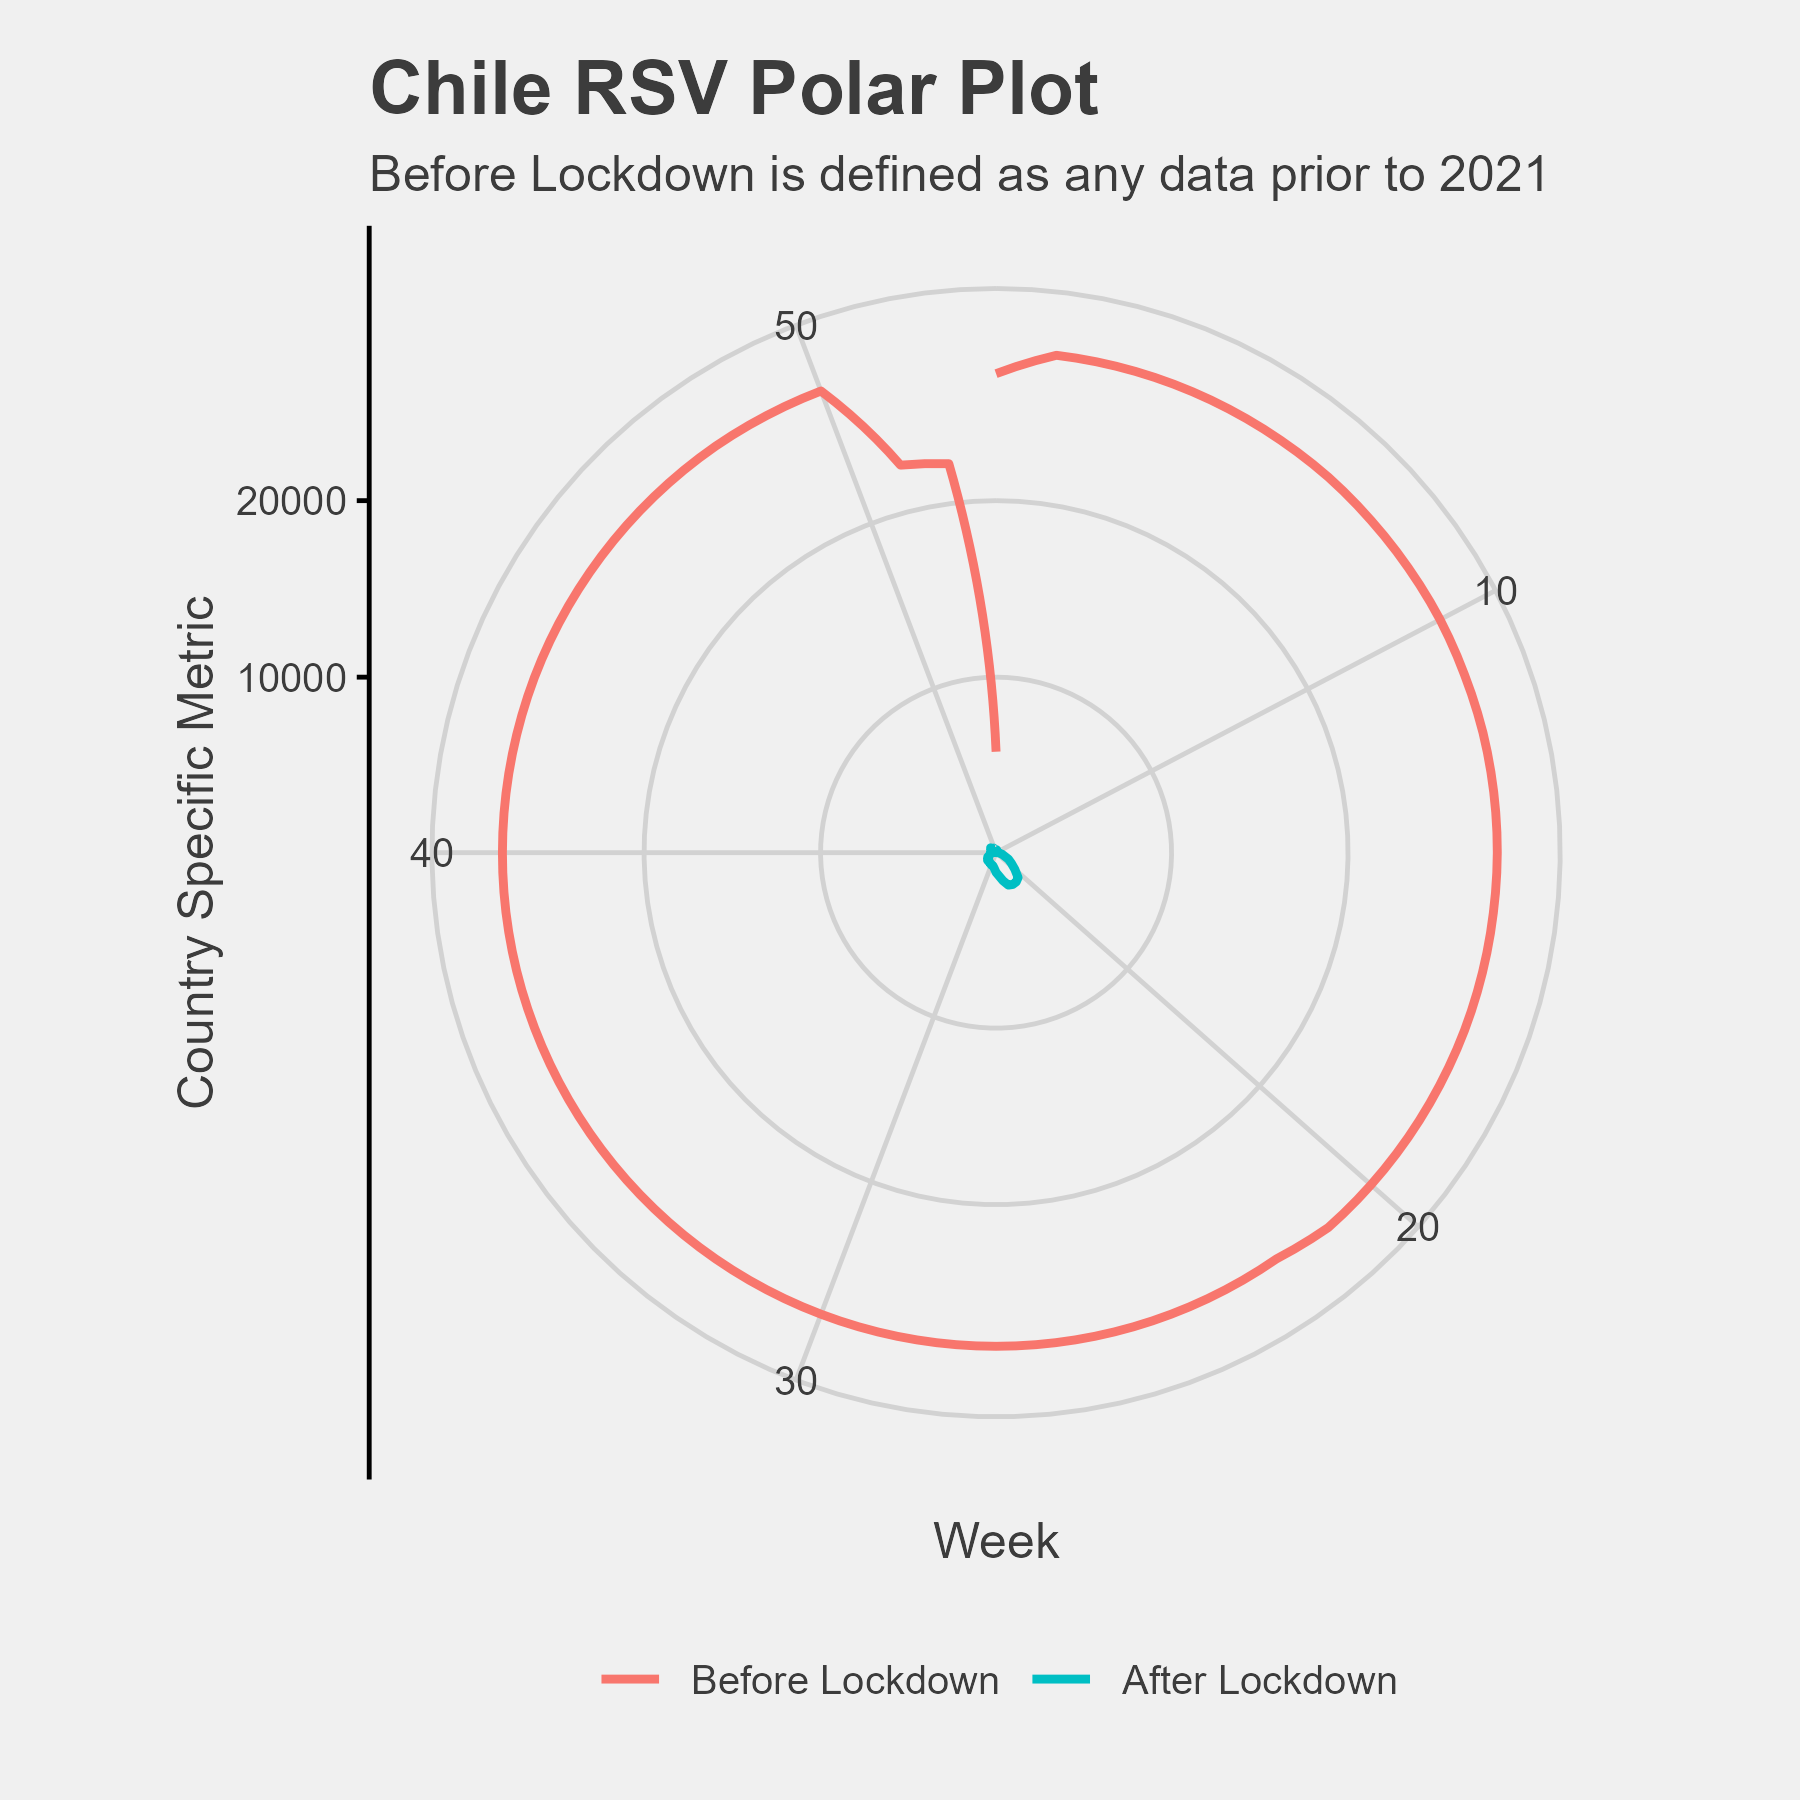 Chile RSV Polar Plot
Before Lockdown is defined as any data prior to 2021
50
20000
10
10000
Country Specific Metric
40
20
30
Week
Before Lockdown After Lockdown